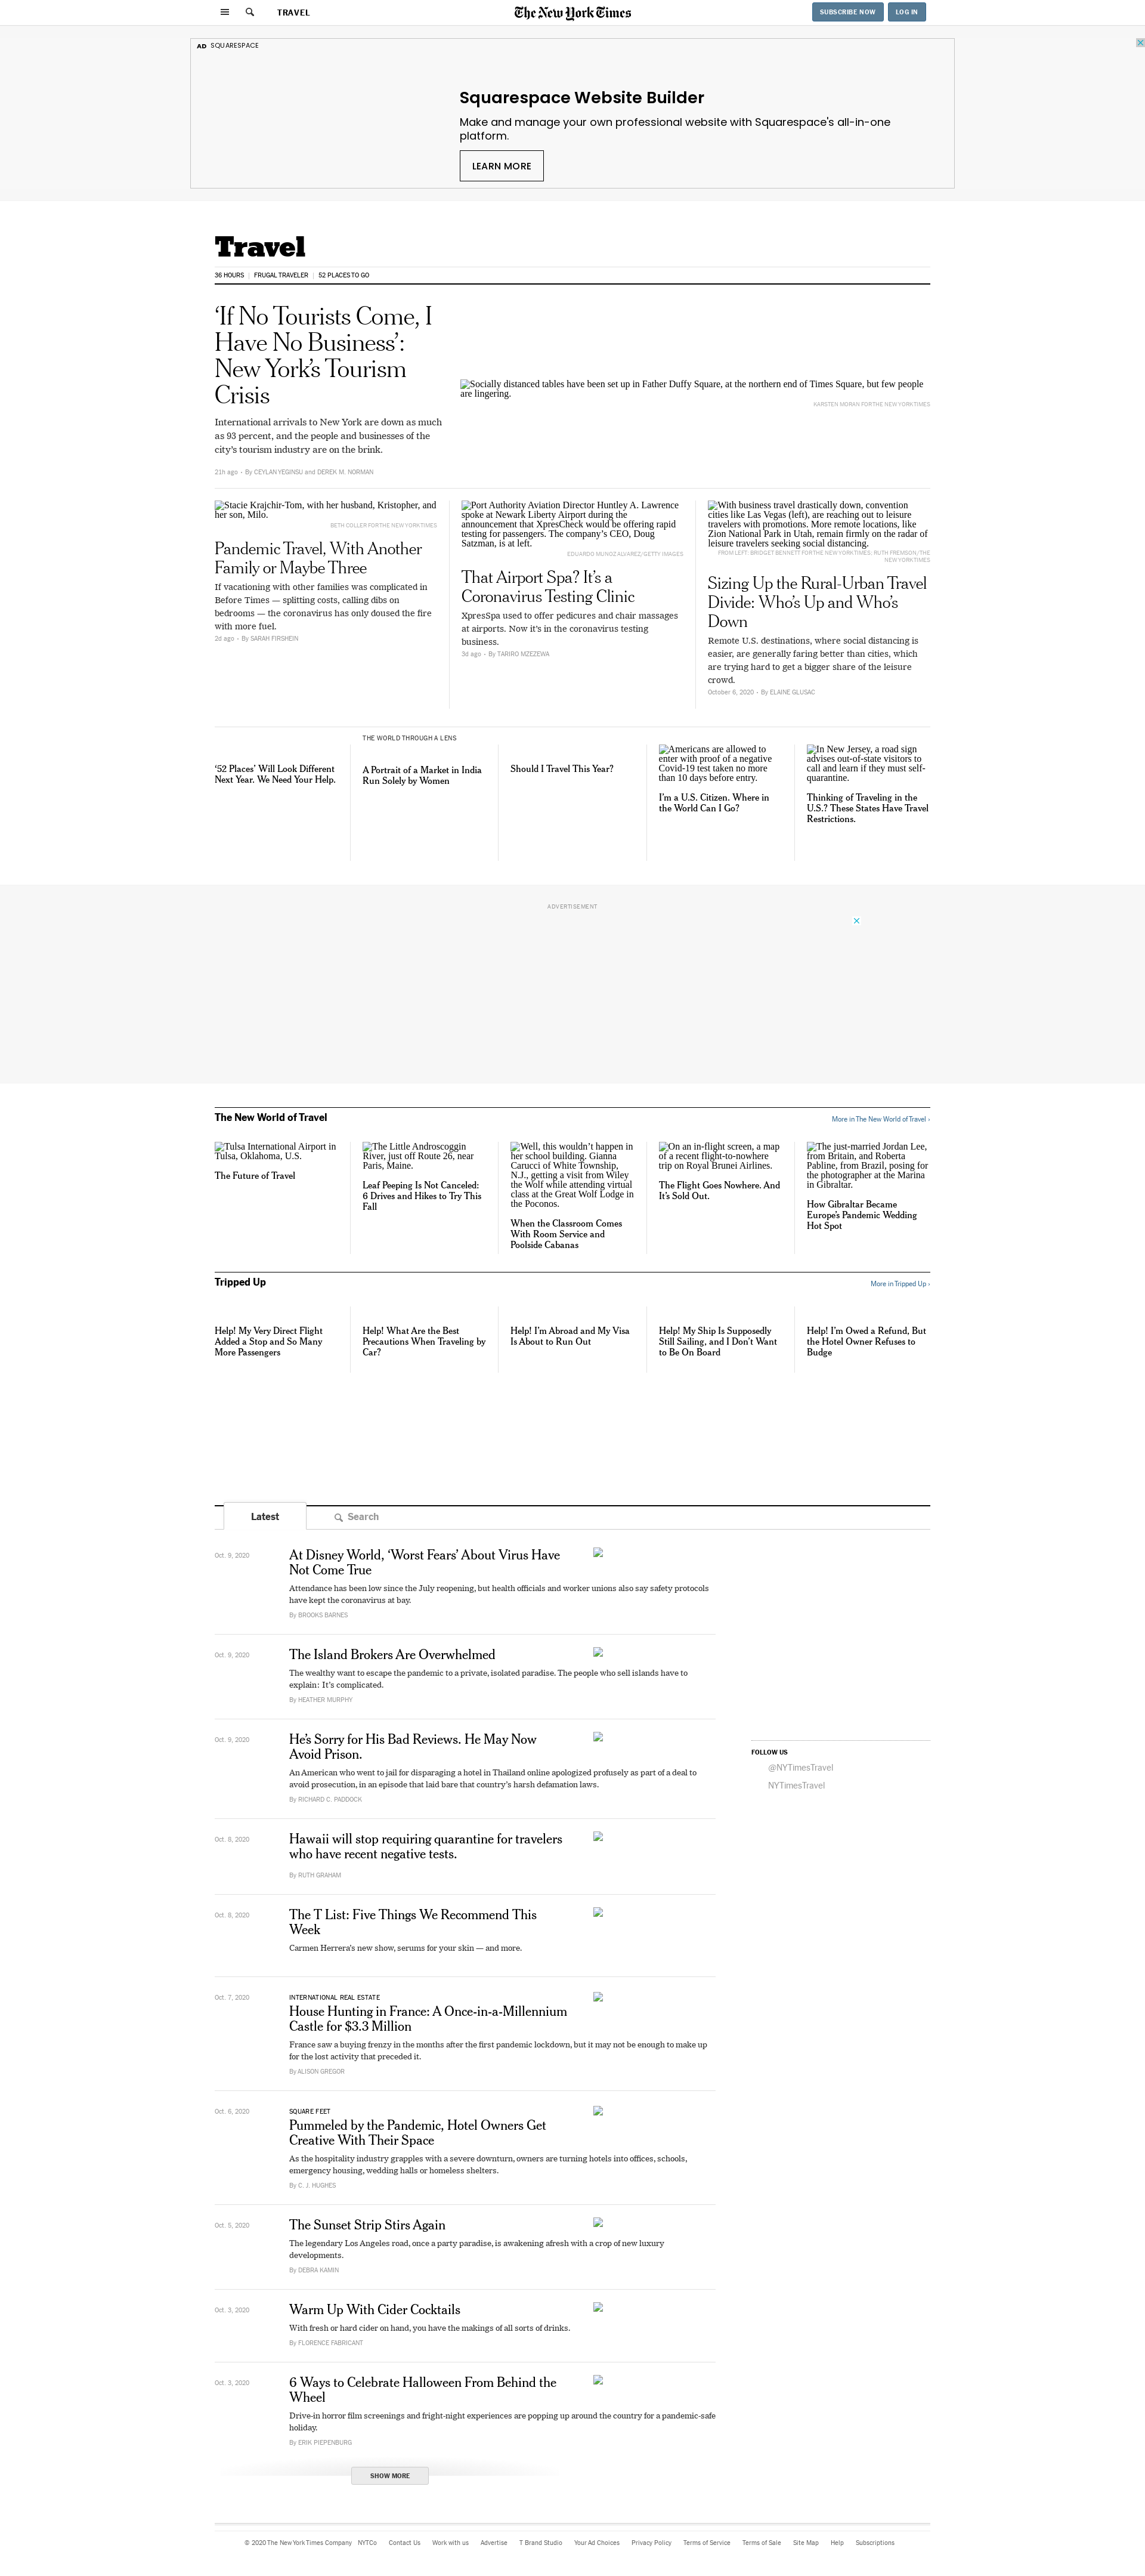 TRAVEL
The New York Times
SUBSCRIBE NOW
LOG IN
AD SQUARESPACE
Squarespace Website Builder
Make and manage your own professional website with Squarespace's all-in-one
platform.
LEARN MORE
Travel
36 HOURS
FRUGAL TRAVELER
52 PLACES TO GO
‘If No Tourists Come, I
Have No Business’:
New York’s Tourism
Crisis
International arrivals to New York are down as much
as 93 percent, and the people and businesses of the
city’s tourism industry are on the brink.
21h ago - By CEYLAN YEGINSU and DEREK M. NORMAN
Socially distanced tables have been set up in Father Duffy Square, at the northern end of Times Square, but few people
are lingering.
KARSTEN MORAN FOR THE NEW YORK TIMES
Stacie Krajchir-Tom, with her husband, Kristopher, and
her son, Milo.
BETH COLLER FOR THE NEW YORK TIMES
Pandemic Travel, With Another
Family or Maybe Three
If vacationing with other families was complicated in
Before Times — splitting costs, calling dibs on
bedrooms — the coronavirus has only doused the fire
with more fuel.
2d ago - By SARAH FIRSHEIN
Port Authority Aviation Director Huntley A. Lawrence
spoke at Newark Liberty Airport during the
announcement that XpresCheck would be offering rapid
testing for passengers. The company’s CEO, Doug
Satzman, is at left.
EDUARDO MUNOZ ALVAREZ/GETTY IMAGES
That Airport Spa? It’s a
Coronavirus Testing Clinic
XpresSpa used to offer pedicures and chair massages
at airports. Now it’s in the coronavirus testing
business.
3d ago - By TARIRO MZEZEWA
With business travel drastically down, convention
cities like Las Vegas (left), are reaching out to leisure
travelers with promotions. More remote locations, like
Zion National Park in Utah, remain firmly on the radar of
leisure travelers seeking social distancing.
FROM LEFT: BRIDGET BENNETT FOR THE NEW YORK TIMES; RUTH FREMSON/THE
NEW YORK TIMES
Sizing Up the Rural-Urban Travel
Divide: Who’s Up and Who’s
Down
Remote U.S. destinations, where social distancing is
easier, are generally faring better than cities, which
are trying hard to get a bigger share of the leisure
crowd.
October 6, 2020 - By ELAINE GLUSAC
‘52 Places’ Will Look Different
Next Year. We Need Your Help.
THE WORLD THROUGH A LENS
A Portrait of a Market in India
Run Solely by Women
Should I Travel This Year?
Americans are allowed to
enter with proof of a negative
Covid-19 test taken no more
than 10 days before entry.
I’m a U.S. Citizen. Where in
the World Can I Go?
In New Jersey, a road sign
advises out-of-state visitors to
call and learn if they must self-
quarantine.
Thinking of Traveling in the
U.S.? These States Have Travel
Restrictions.
ADVERTISEMENT
The New World of Travel
More in The New World of Travel ›
Tulsa International Airport in
Tulsa, Oklahoma, U.S.
The Future of Travel
The Little Androscoggin
River, just off Route 26, near
Paris, Maine.
Leaf Peeping Is Not Canceled:
6 Drives and Hikes to Try This
Fall
Well, this wouldn’t happen in
her school building. Gianna
Carucci of White Township,
N.J., getting a visit from Wiley
the Wolf while attending virtual
class at the Great Wolf Lodge in
the Poconos.
When the Classroom Comes
With Room Service and
Poolside Cabanas
On an in-flight screen, a map
of a recent flight-to-nowhere
trip on Royal Brunei Airlines.
The Flight Goes Nowhere. And
It’s Sold Out.
The just-married Jordan Lee,
from Britain, and Roberta
Pabline, from Brazil, posing for
the photographer at the Marina
in Gibraltar.
How Gibraltar Became
Europe’s Pandemic Wedding
Hot Spot
Tripped Up
More in Tripped Up ›
Help! My Very Direct Flight
Added a Stop and So Many
More Passengers
Help! What Are the Best
Precautions When Traveling by
Car?
Help! I’m Abroad and My Visa
Is About to Run Out
Help! My Ship Is Supposedly
Still Sailing, and I Don’t Want
to Be On Board
Help! I’m Owed a Refund, But
the Hotel Owner Refuses to
Budge
Latest
Search
Oct. 9, 2020
At Disney World, ‘Worst Fears’ About Virus Have
Not Come True
Attendance has been low since the July reopening, but health officials and worker unions also say safety protocols
have kept the coronavirus at bay.
By BROOKS BARNES
Oct. 9, 2020
The Island Brokers Are Overwhelmed
The wealthy want to escape the pandemic to a private, isolated paradise. The people who sell islands have to
explain: It’s complicated.
By HEATHER MURPHY
Oct. 9, 2020
He’s Sorry for His Bad Reviews. He May Now
Avoid Prison.
An American who went to jail for disparaging a hotel in Thailand online apologized profusely as part of a deal to
avoid prosecution, in an episode that laid bare that country’s harsh defamation laws.
By RICHARD C. PADDOCK
FOLLOW US
@NYTimesTravel
NYTimesTravel
Oct. 8, 2020
Hawaii will stop requiring quarantine for travelers
who have recent negative tests.
By RUTH GRAHAM
Oct. 8, 2020
The T List: Five Things We Recommend This
Week
Carmen Herrera’s new show, serums for your skin — and more.
Oct. 7, 2020
INTERNATIONAL REAL ESTATE
House Hunting in France: A Once-in-a-Millennium
Castle for $3.3 Million
France saw a buying frenzy in the months after the first pandemic lockdown, but it may not be enough to make up
for the lost activity that preceded it.
By ALISON GREGOR
Oct. 6, 2020
SQUARE FEET
Pummeled by the Pandemic, Hotel Owners Get
Creative With Their Space
As the hospitality industry grapples with a severe downturn, owners are turning hotels into offices, schools,
emergency housing, wedding halls or homeless shelters.
By C. J. HUGHES
Oct. 5, 2020
The Sunset Strip Stirs Again
The legendary Los Angeles road, once a party paradise, is awakening afresh with a crop of new luxury
developments.
By DEBRA KAMIN
Oct. 3, 2020
Warm Up With Cider Cocktails
With fresh or hard cider on hand, you have the makings of all sorts of drinks.
By FLORENCE FABRICANT
Oct. 3, 2020
6 Ways to Celebrate Halloween From Behind the
Wheel
Drive-in horror film screenings and fright-night experiences are popping up around the country for a pandemic-safe
holiday.
By ERIK PIEPENBURG
SHOW MORE
© 2020 The New York Times Company NYTCo Contact Us Work with us Advertise T Brand Studio Your Ad Choices Privacy Policy Terms of Service Terms of Sale Site Map Help Subscriptions